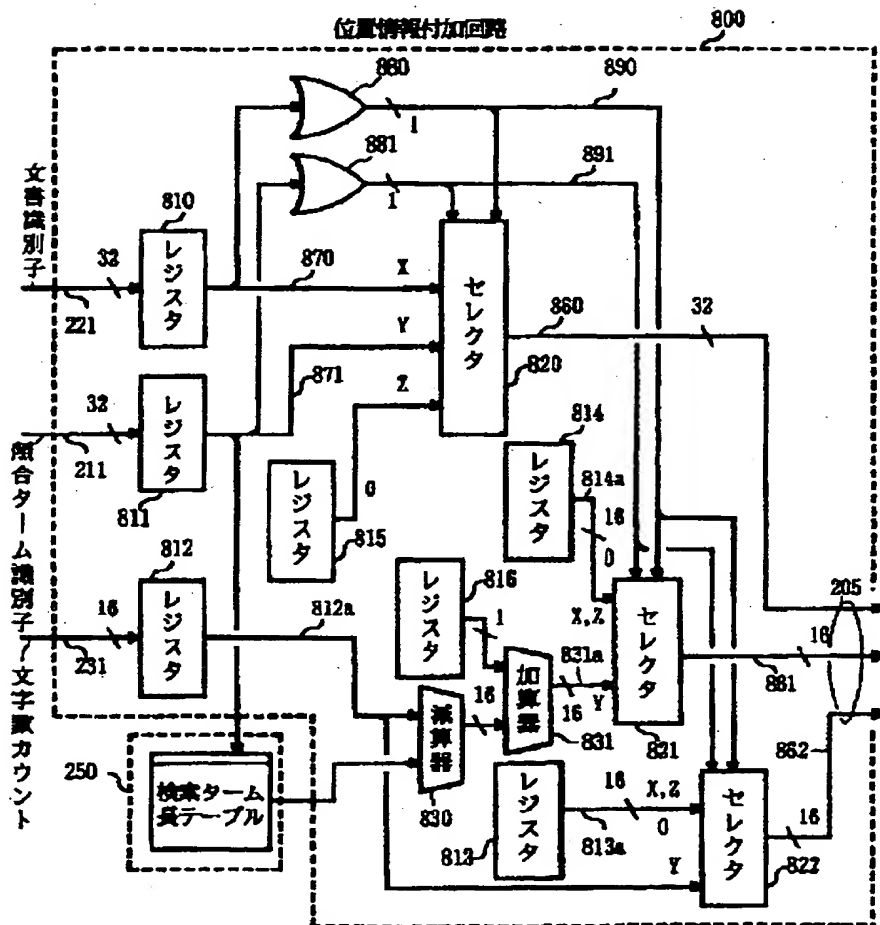 位置情報付加回路
800
880
890
1
881
891
1
文書識別子
810
レジスタ
32
221
870
X
セレクタ
860
32
Y
820
871
Z
照合ターム識別子
32
211
レジスタ
811
814
レジスタ
814a
16
0
レジスタ
0
815
812
レジスタ
816
レジスタ
1
16
231
812a
文字数カウント
X,Z
セレクタ
205
16
加算器
831a
16
Y
861
831
821
減算器
16
862
250
検索ターム
長テーブル
830
レジスタ
16
X,Z
0
813
813a
セレクタ
16
Y
822